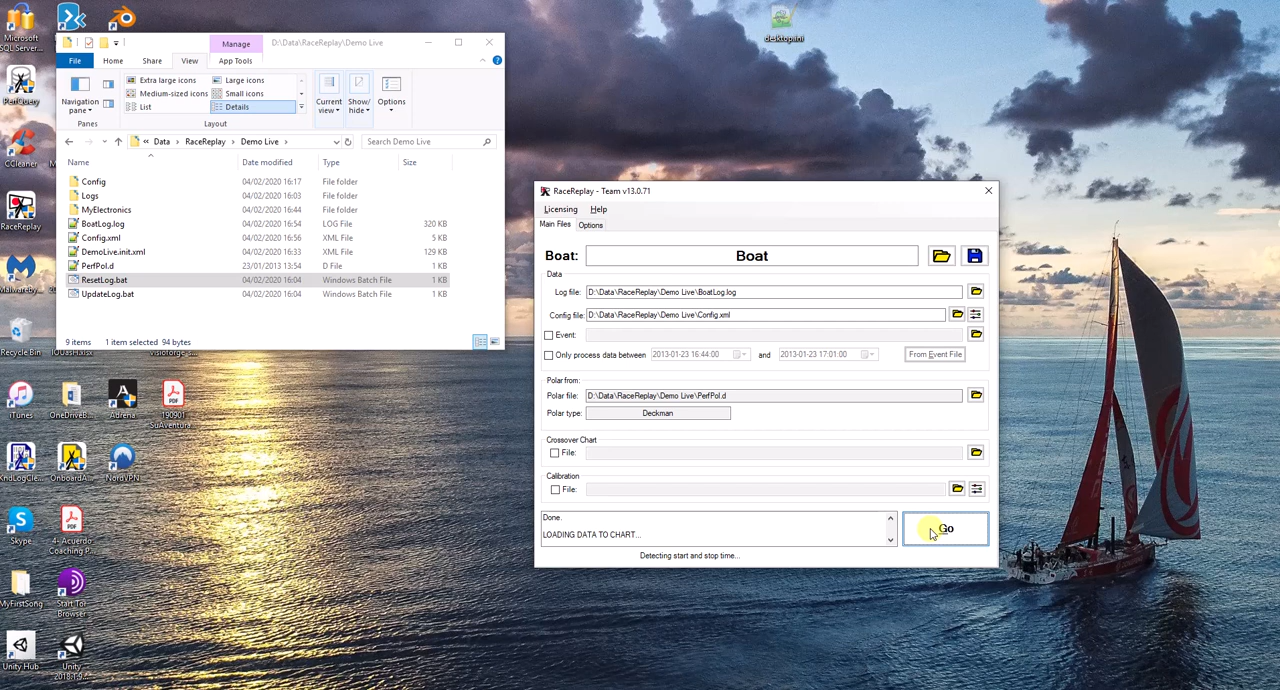 Microsoft
SQL Server...
PerfQuery
CCleaner
RaceReplay
Recycle Bin
iTunes
OneDriveB...
Adrena
190901
SuAventura...
OnboardA...
NordVPN
Skype
4- Acuerdo
Coaching P...
MyFirstSong
Start Tor
Browser
Unity Hub
Unity
desktop.ini
Manage
D:\Data\RaceReplay\Demo Live
File
Home
Share
View
App Tools
Navigation
pane
Extra large icons
Large icons
Medium-sized icons
Small icons
List
Details
Current
view
Show/
hide
Options
Panes
Layout
« Data › RaceReplay › Demo Live ›
Search Demo Live
Name Date modified Type Size
Config 04/02/2020 16:17 File folder
Logs 04/02/2020 16:03 File folder
MyElectronics 04/02/2020 16:44 File folder
BoatLog.log 04/02/2020 16:54 LOG File 320 KB
Config.xml 04/02/2020 16:56 XML File 5 KB
DemoLive.init.xml 04/02/2020 16:33 XML File 129 KB
PerfPol.d 23/01/2013 13:54 D File 1 KB
ResetLog.bat 04/02/2020 16:04 Windows Batch File 1 KB
UpdateLog.bat 04/02/2020 16:04 Windows Batch File 1 KB
9 items 1 item selected 94 bytes
RaceReplay - Team v13.0.71
Licensing Help
Main Files Options
Boat: Boat
Data
Log file: D:\Data\RaceReplay\Demo Live\BoatLog.log
Config file: D:\Data\RaceReplay\Demo Live\Config.xml
Event:
Only process data between 2013-01-23 16:44:00 and 2013-01-23 17:01:00 From Event File
Polar from:
Polar file: D:\Data\RaceReplay\Demo Live\PerfPol.d
Polar type: Deckman
Crossover Chart
File:
Calibration
File:
Done.
LOADING DATA TO CHART...
Go
Detecting start and stop time...